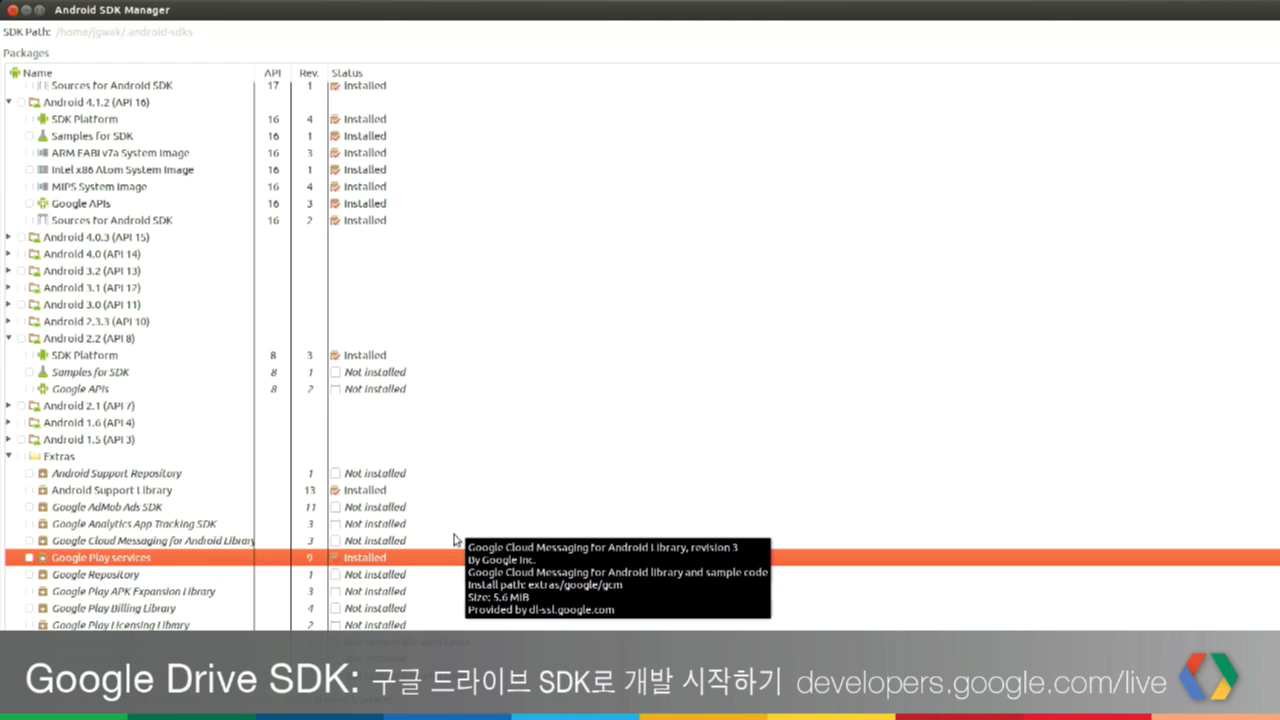 Android SDK Manager
SDK Path: /home/jgwak/.android-sdks
Packages
Name API Rev. Status
Sources for Android SDK 17 1 Installed
Android 4.1.2 (API 16)
SDK Platform 16 4 Installed
Samples for SDK 16 1 Installed
ARM EABI v7a System Image 16 3 Installed
Intel x86 Atom System Image 16 1 Installed
MIPS System Image 16 4 Installed
Google APIs 16 3 Installed
Sources for Android SDK 16 2 Installed
Android 4.0.3 (API 15)
Android 4.0 (API 14)
Android 3.2 (API 13)
Android 3.1 (API 12)
Android 3.0 (API 11)
Android 2.3.3 (API 10)
Android 2.2 (API 8)
SDK Platform 8 3 Installed
Samples for SDK 8 1 Not installed
Google APIs 8 2 Not installed
Android 2.1 (API 7)
Android 1.6 (API 4)
Android 1.5 (API 3)
Extras
Android Support Repository 1 Not installed
Android Support Library 13 Installed
Google AdMob Ads SDK 11 Not installed
Google Analytics App Tracking SDK 3 Not installed
Google Cloud Messaging for Android Library 3 Not installed
Google Play services 9 Installed
Google Repository 1 Not installed
Google Play APK Expansion Library 3 Not installed
Google Play Billing Library 4 Not installed
Google Play Licensing Library 2 Not installed
Google Cloud Messaging for Android Library, revision 3
By Google Inc.
Google Cloud Messaging for Android library and sample code
Install path: extras/google/gcm
Size: 5.6 MiB
Provided by dl-ssl.google.com
Google Drive SDK: 구글 드라이브 SDK로 개발 시작하기 developers.google.com/live